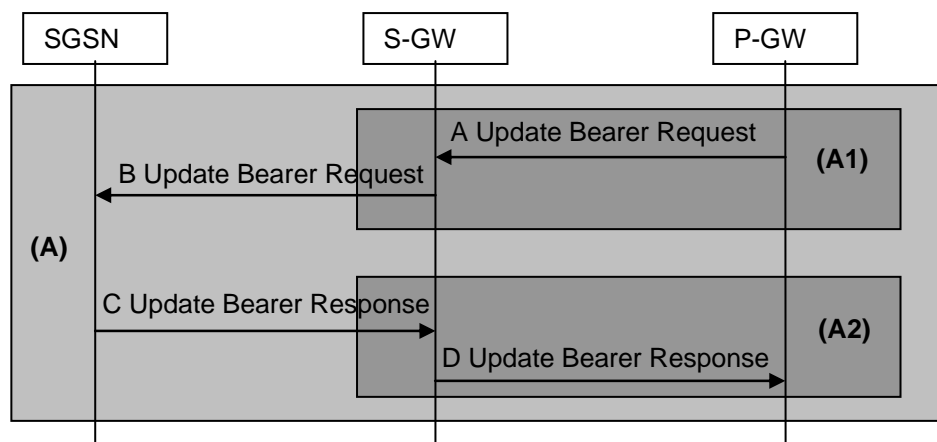 SGSN
S-GW
P-GW
A Update Bearer Request
(A1)
B Update Bearer Request
(A)
C Update Bearer Response
(A2)
D Update Bearer Response